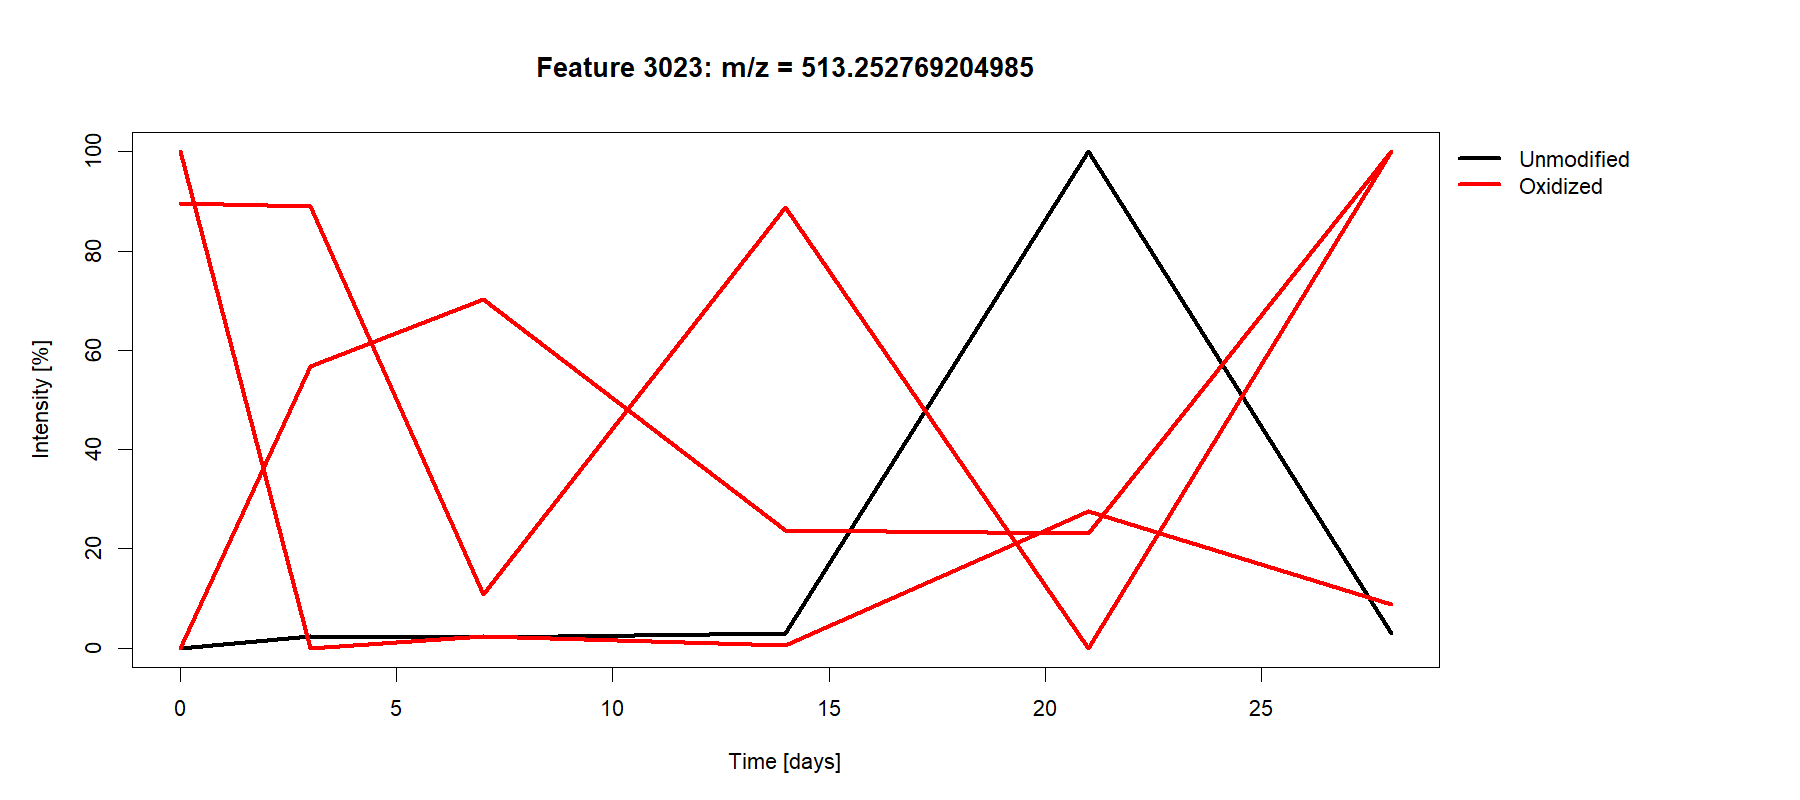 Feature 3023: m/z = 513.252769204985
Unmodified
Oxidized
Intensity [%]
100
80
60
40
20
0
0 5 10 15 20 25
Time [days]